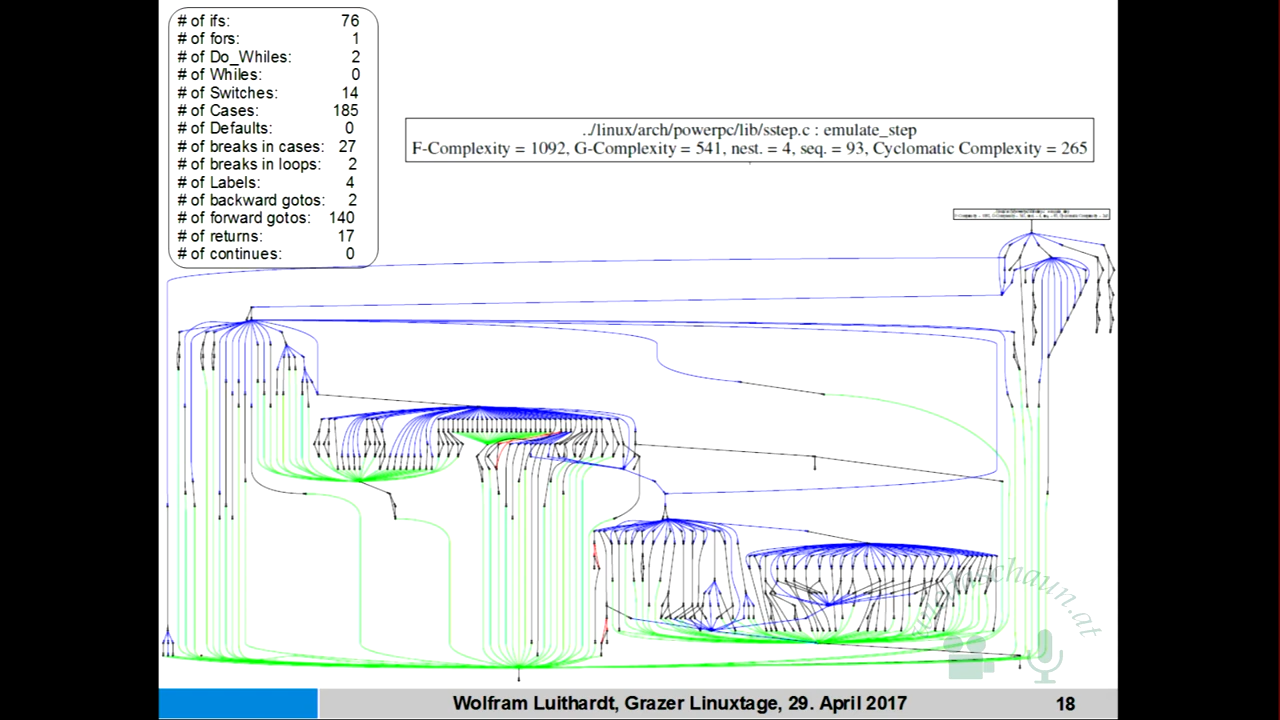 # of ifs: 76
# of fors: 1
# of Do_Whiles: 2
# of Whiles: 0
# of Switches: 14
# of Cases: 185
# of Defaults: 0
# of breaks in cases: 27
# of breaks in loops: 2
# of Labels: 4
# of backward gotos: 2
# of forward gotos: 140
# of returns: 17
# of continues: 0
../linux/arch/powerpc/lib/sstep.c : emulate_step
F-Complexity = 1092, G-Complexity = 541, nest. = 4, seq. = 93, Cyclomatic Complexity = 265
Wolfram Luithardt, Grazer Linuxtage, 29. April 2017
18